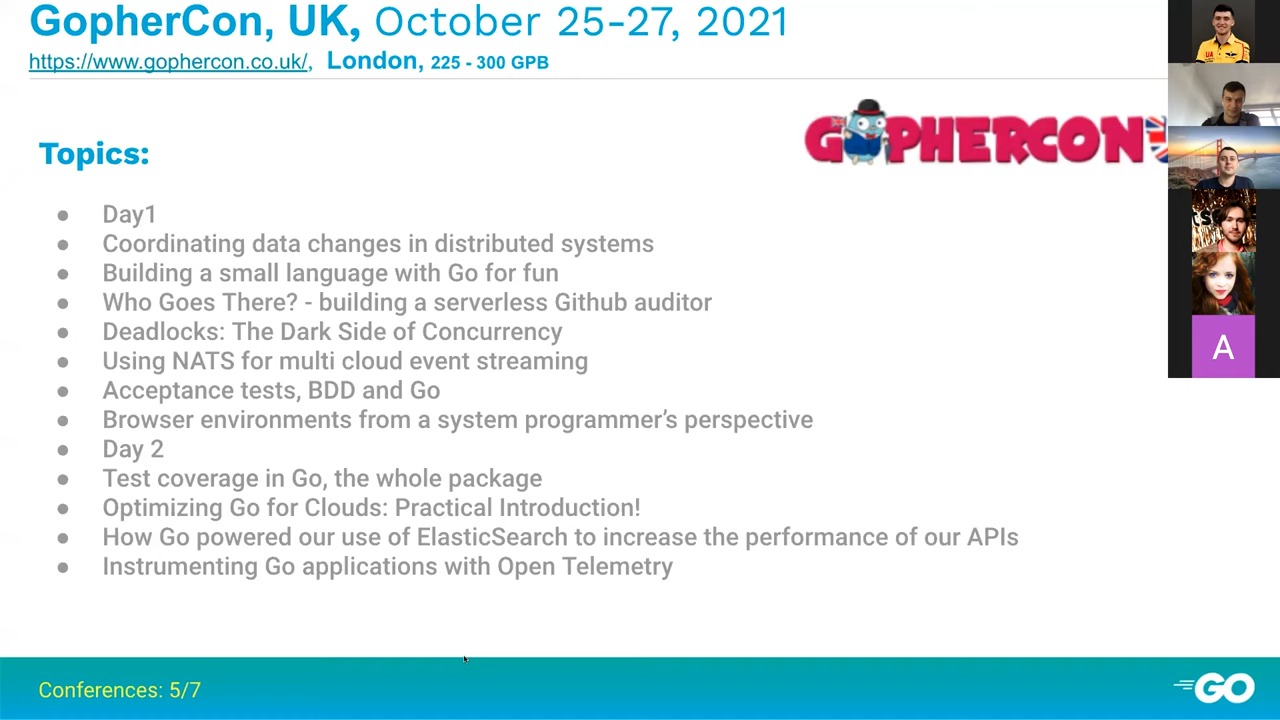 GopherCon, UK, October 25-27, 2021
https://www.gophercon.co.uk/, London, 225 - 300 GPB
GOPHERCON
Topics:
● Day1
● Coordinating data changes in distributed systems
● Building a small language with Go for fun
● Who Goes There? - building a serverless Github auditor
● Deadlocks: The Dark Side of Concurrency
● Using NATS for multi cloud event streaming
● Acceptance tests, BDD and Go
● Browser environments from a system programmer’s perspective
● Day 2
● Test coverage in Go, the whole package
● Optimizing Go for Clouds: Practical Introduction!
● How Go powered our use of ElasticSearch to increase the performance of our APIs
● Instrumenting Go applications with Open Telemetry
UA
A
Conferences: 5/7
GO